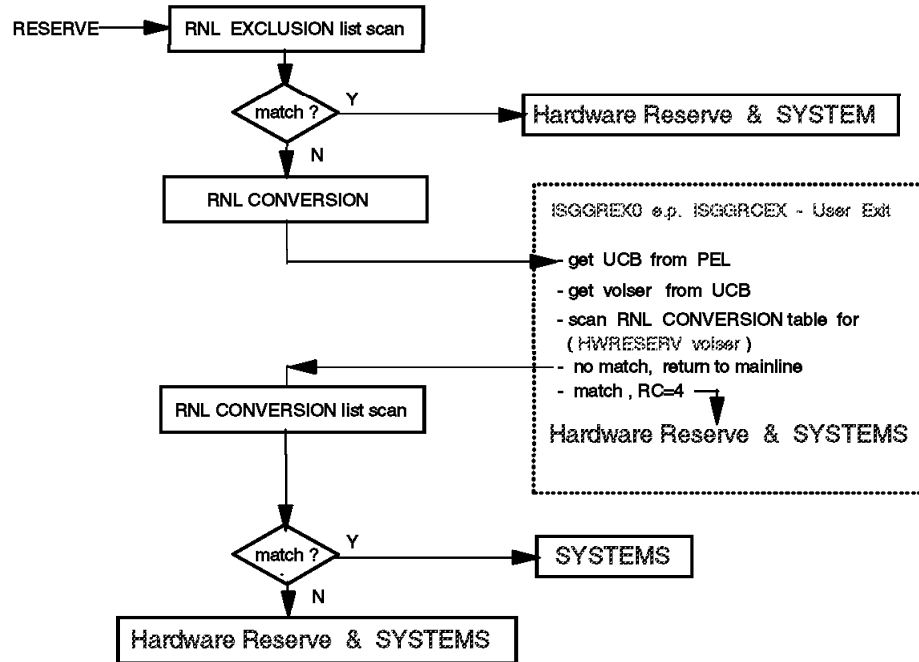 RESERVE
RNL EXCLUSION list scan
match ?
Y
Hardware Reserve & SYSTEM
N
RNL CONVERSION
ISGGREX0 e.p. ISGGRCEX - User Exit
- get UCB from PEL
- get volser from UCB
- scan RNL CONVERSION table for
( HWRESERV volser )
- no match, return to mainline
- match , RC=4
Hardware Reserve & SYSTEMS
RNL CONVERSION list scan
match ?
Y
SYSTEMS
N
Hardware Reserve & SYSTEMS